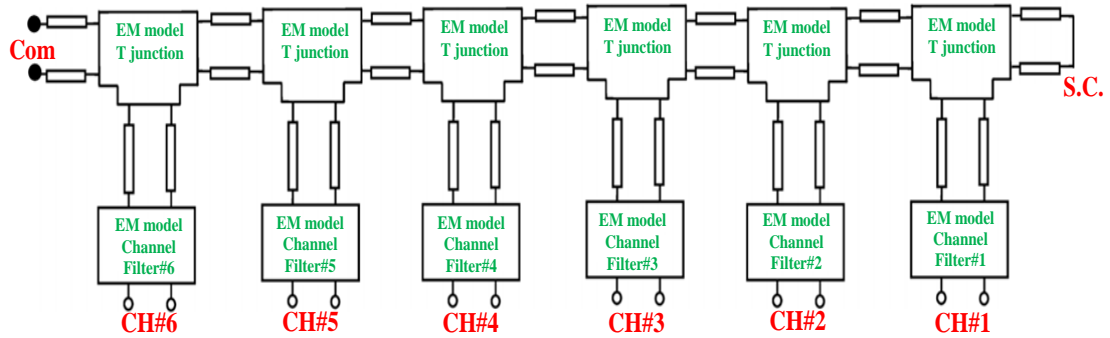 EM model
T junction
EM model
T junction
EM model
T junction
EM model
T junction
EM model
T junction
EM model
T junction
Com
S.C.
EM model
Channel
Filter#6
EM model
Channel
Filter#5
EM model
Channel
Filter#4
EM model
Channel
Filter#3
EM model
Channel
Filter#2
EM model
Channel
Filter#1
CH#6
CH#5
CH#4
CH#3
CH#2
CH#1